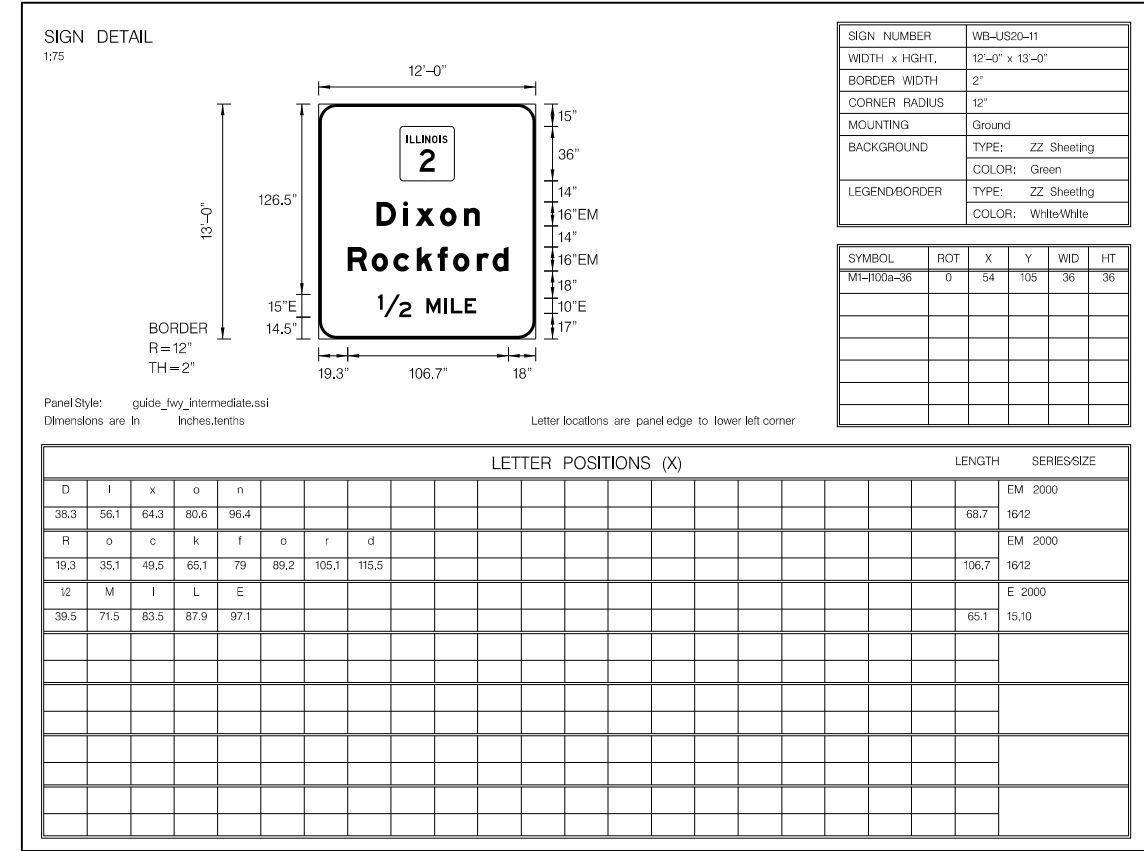 SIGN DETAIL
1:75
12'–0"
13'–0"
126.5"
15"E
14.5"
ILLINOIS
2
Dixon
Rockford
1/2 MILE
15"
36"
14"
16"EM
14"
16"EM
18"
10"E
17"
19.3" 106.7" 18"
BORDER
R=12"
TH=2"
Panel Style: guide_fwy_intermediate.ssi
Dimensions are in inches.tenths
Letter locations are panel edge to lower left corner
SIGN NUMBER WB–US20–11
WIDTH x HGHT. 12'–0" x 13'–0"
BORDER WIDTH 2"
CORNER RADIUS 12"
MOUNTING Ground
BACKGROUND TYPE: ZZ Sheeting
COLOR: Green
LEGEND/BORDER TYPE: ZZ Sheeting
COLOR: White/White
SYMBOL ROT X Y WID HT
M1–I100a–36 0 54 105 36 36
LETTER POSITIONS (X) LENGTH SERIES/SIZE
D i x o n EM 2000
38.3 56.1 64.3 80.6 96.4 68.7 16/12
R o c k f o r d EM 2000
19.3 35.1 49.5 65.1 79 89.2 105.1 115.5 106.7 16/12
1/2 M I L E E 2000
39.5 71.5 83.5 87.9 97.1 65.1 15,10